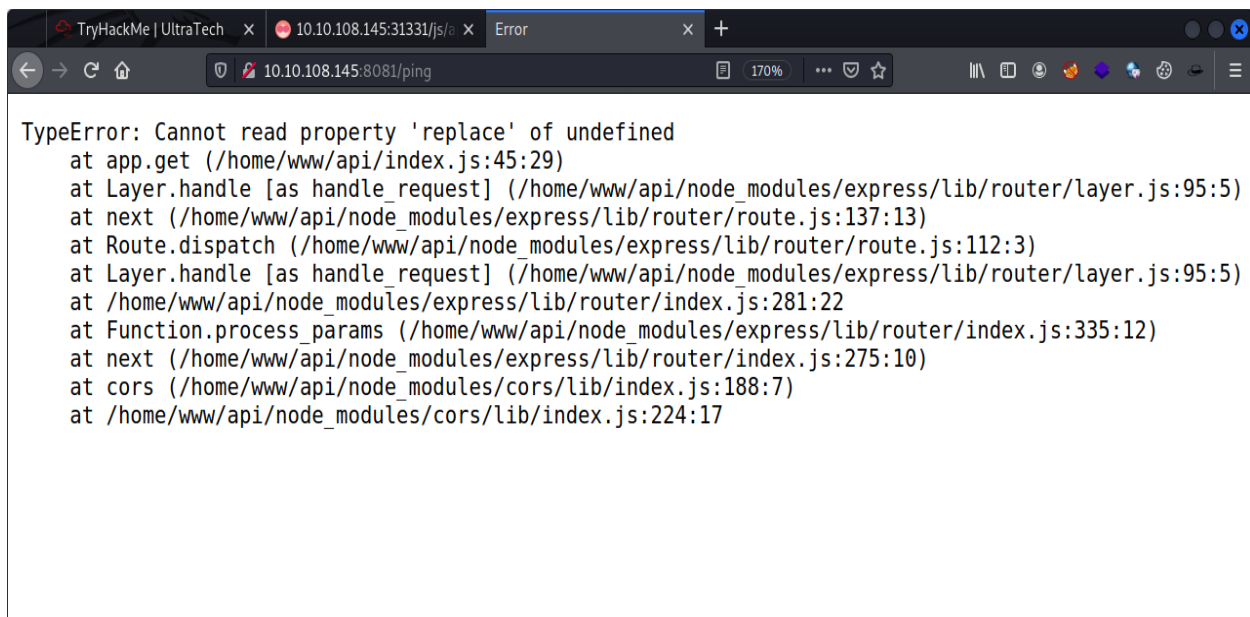 TryHackMe | UltraTech
10.10.108.145:31331/js/a
Error
10.10.108.145:8081/ping
170%
TypeError: Cannot read property 'replace' of undefined
at app.get (/home/www/api/index.js:45:29)
at Layer.handle [as handle_request] (/home/www/api/node_modules/express/lib/router/layer.js:95:5)
at next (/home/www/api/node_modules/express/lib/router/route.js:137:13)
at Route.dispatch (/home/www/api/node_modules/express/lib/router/route.js:112:3)
at Layer.handle [as handle_request] (/home/www/api/node_modules/express/lib/router/layer.js:95:5)
at /home/www/api/node_modules/express/lib/router/index.js:281:22
at Function.process_params (/home/www/api/node_modules/express/lib/router/index.js:335:12)
at next (/home/www/api/node_modules/express/lib/router/index.js:275:10)
at cors (/home/www/api/node_modules/cors/lib/index.js:188:7)
at /home/www/api/node_modules/cors/lib/index.js:224:17